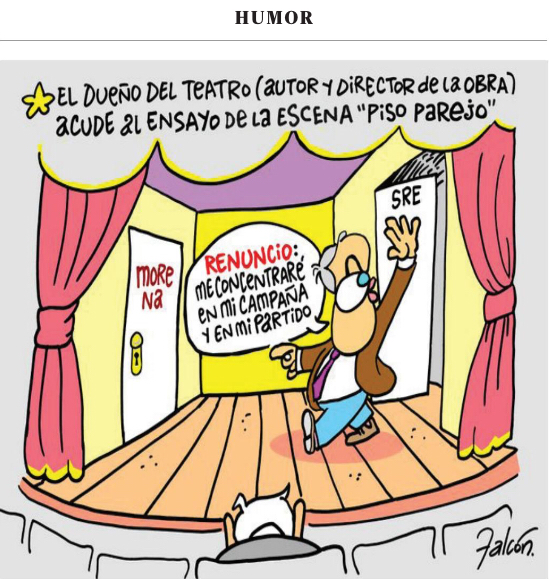 HUMOR
EL DUEÑO DEL TEATRO (AUTOR Y DIRECTOR de La OBRA)
ACUDE AL ENSAYO DE LA ESCENA "PISO PAREJO"
SRE
MORE
NA
RENUNCIO:
ME CONCENTRARÉ
EN MI CAMPAÑA
Y EN MI PARTIDO
Falcón.